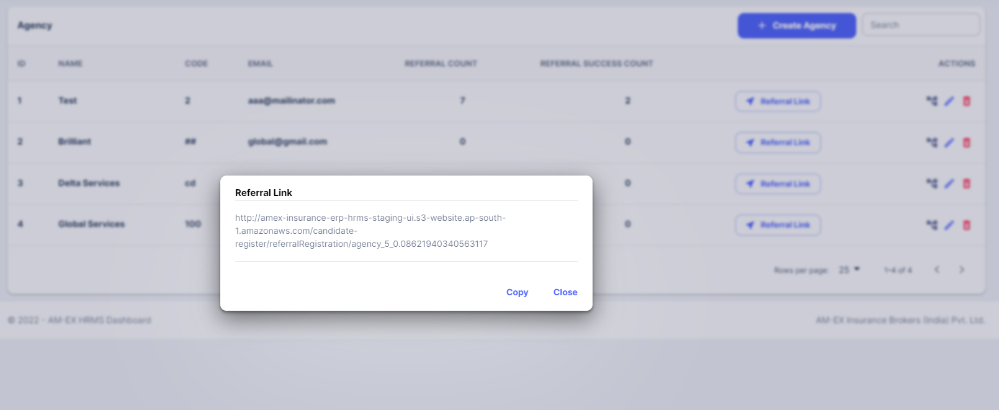 Agency
+ Create Agency
Search
ID NAME CODE EMAIL REFERRAL COUNT REFERRAL SUCCESS COUNT ACTIONS
1 Test 2 aaa@mailinator.com 7 2 Referral Link
2 Brilliant ## global@gmail.com 0 0 Referral Link
3 Delta Services cd 0 Referral Link
4 Global Services 100 0 Referral Link
Referral Link
http://amex-insurance-erp-hrms-staging-ui.s3-website.ap-south-
1.amazonaws.com/candidate-
register/referralRegistration/agency_5_0.08621940340563117
Copy Close
Rows per page: 25 1-4 of 4
© 2022 - AM-EX HRMS Dashboard
AM-EX Insurance Brokers (India) Pvt. Ltd.